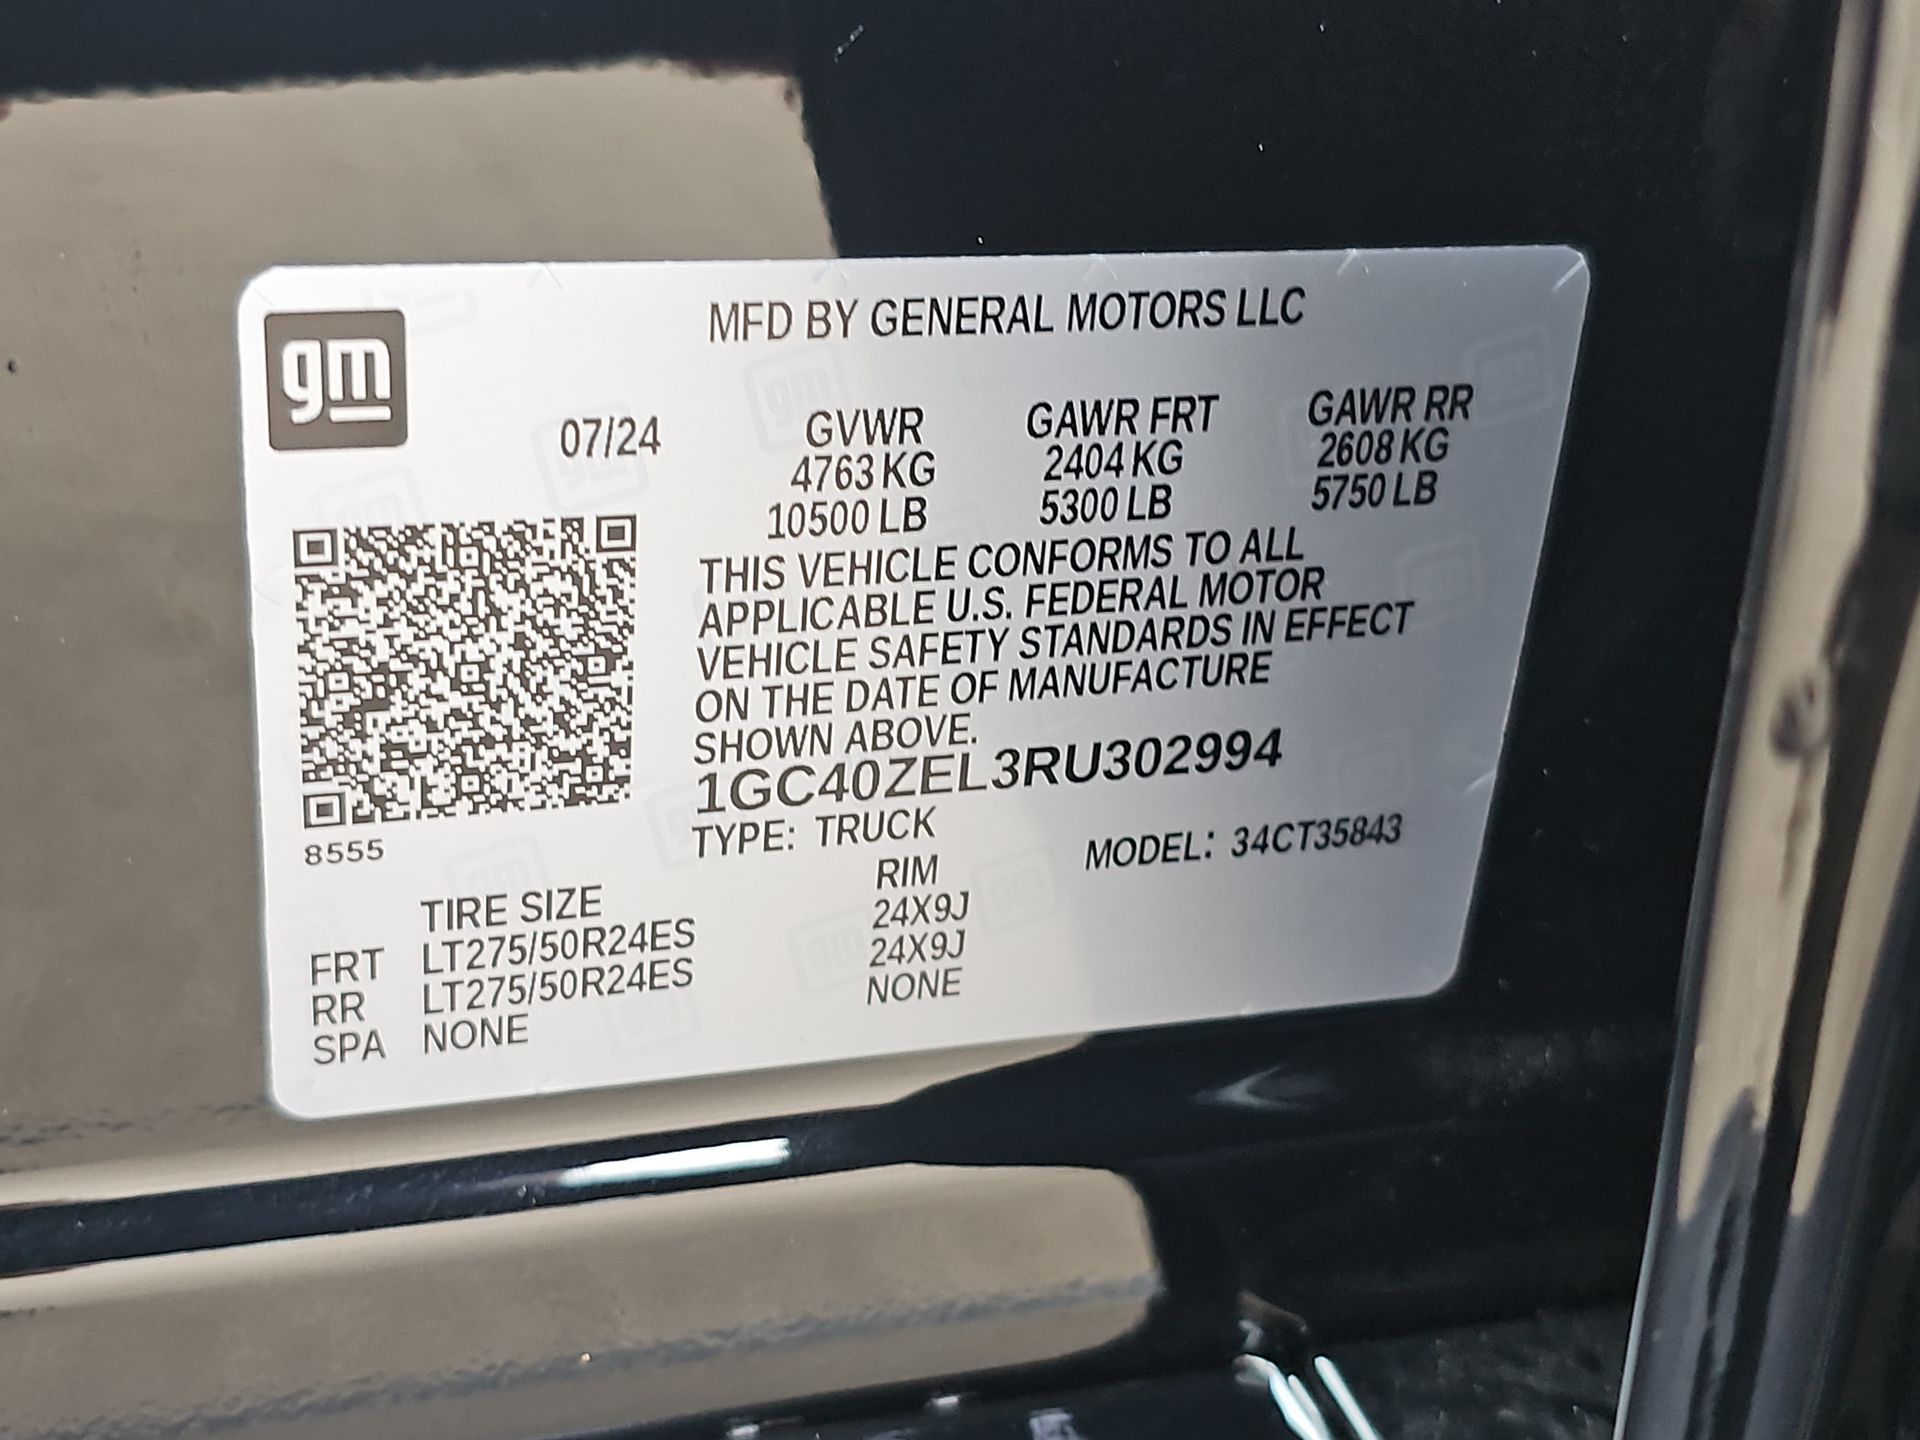 gm
MFD BY GENERAL MOTORS LLC
07/24 GVWR GAWR FRT GAWR RR
4763 KG 2404 KG 2608 KG
10500 LB 5300 LB 5750 LB
THIS VEHICLE CONFORMS TO ALL
APPLICABLE U.S. FEDERAL MOTOR
VEHICLE SAFETY STANDARDS IN EFFECT
ON THE DATE OF MANUFACTURE
SHOWN ABOVE.
1GC40ZEL3RU302994
TYPE: TRUCK MODEL: 34CT35843
8555
TIRE SIZE RIM
FRT LT275/50R24ES 24X9J
RR LT275/50R24ES 24X9J
SPA NONE NONE